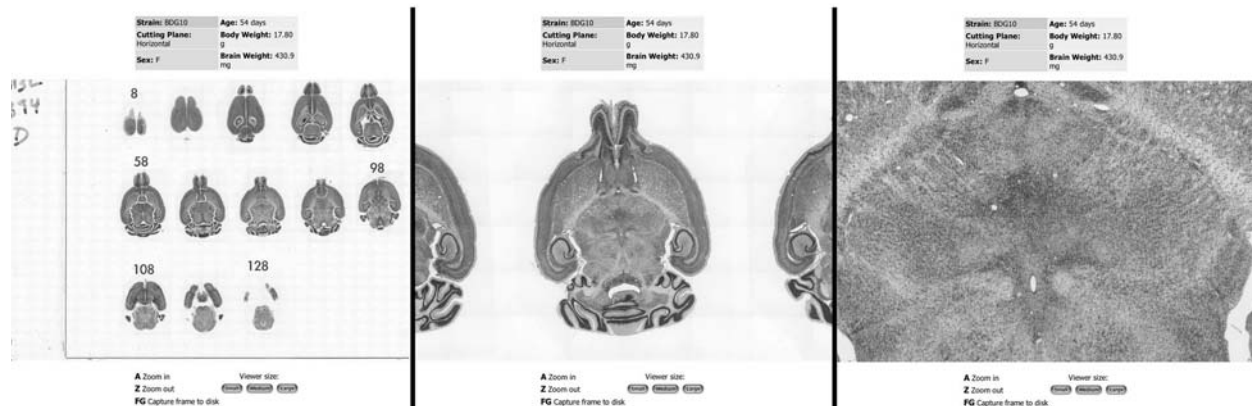 Strain: BDG10 Age: 54 days
Cutting Plane: Body Weight: 17.80
Horizontal g
Sex: F Brain Weight: 430.9
mg
8
58
98
108
128
D
A Zoom in Viewer size:
Z Zoom out Small Medium Large
FG Capture frame to disk
Strain: BDG10 Age: 54 days
Cutting Plane: Body Weight: 17.80
Horizontal g
Sex: F Brain Weight: 430.9
mg
A Zoom in Viewer size:
Z Zoom out Small Medium Large
FG Capture frame to disk
Strain: BDG10 Age: 54 days
Cutting Plane: Body Weight: 17.80
Horizontal g
Sex: F Brain Weight: 430.9
mg
A Zoom in Viewer size:
Z Zoom out Small Medium Large
FG Capture frame to disk